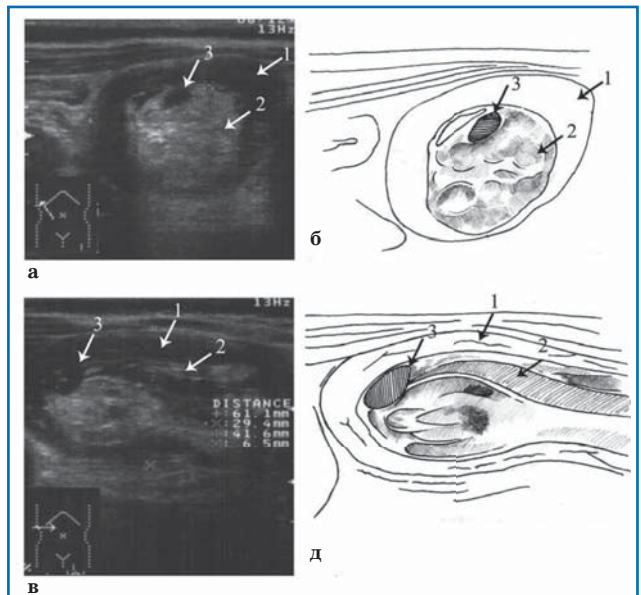 13Hz
1
3
2
а
1
3
2
б
13Hz
1
3
2
DISTANCE
+: 61.1mm
×: 29.4mm
41.6mm
6.5mm
в
1
3
2
д